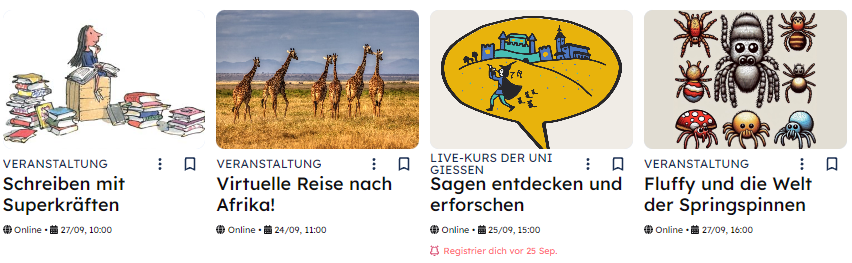 VERANSTALTUNG
Schreiben mit
Superkräften
Online • 27/09, 10:00
VERANSTALTUNG
Virtuelle Reise nach
Afrika!
Online • 24/09, 11:00
LIVE-KURS DER UNI
GIESSEN
Sagen entdecken und
erforschen
Online • 25/09, 15:00
Registrier dich vor 25 Sep.
VERANSTALTUNG
Fluffy und die Welt
der Springspinnen
Online • 27/09, 16:00